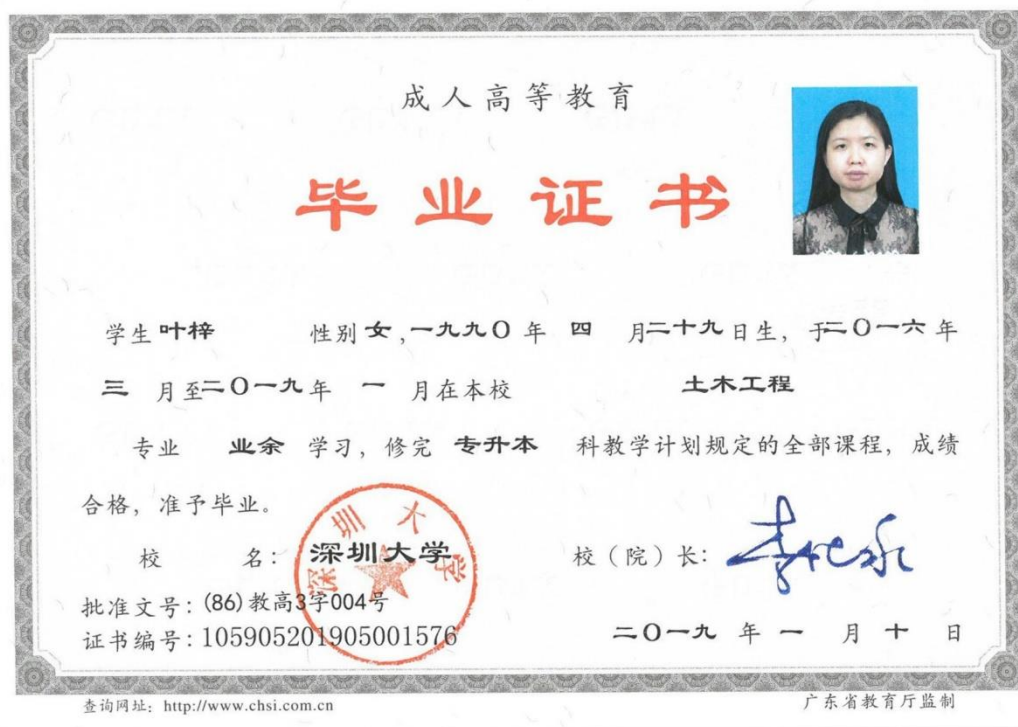 成人高等教育
毕业证书
学生 叶梓 性别 女，一九九〇 年 四 月二十九日生，于二〇一六 年
三 月至二〇一九年 一 月在本校 土木工程
专业 业余 学习，修完 专升本 科教学计划规定的全部课程，成绩
合格，准予毕业。
深圳大学
校 名：深圳大学 校（院）长：
批准文号：(86)教高3字004号
证书编号：105905201905001576
二〇一九 年 一 月 十 日
查询网址：http://www.chsi.com.cn 广东省教育厅监制